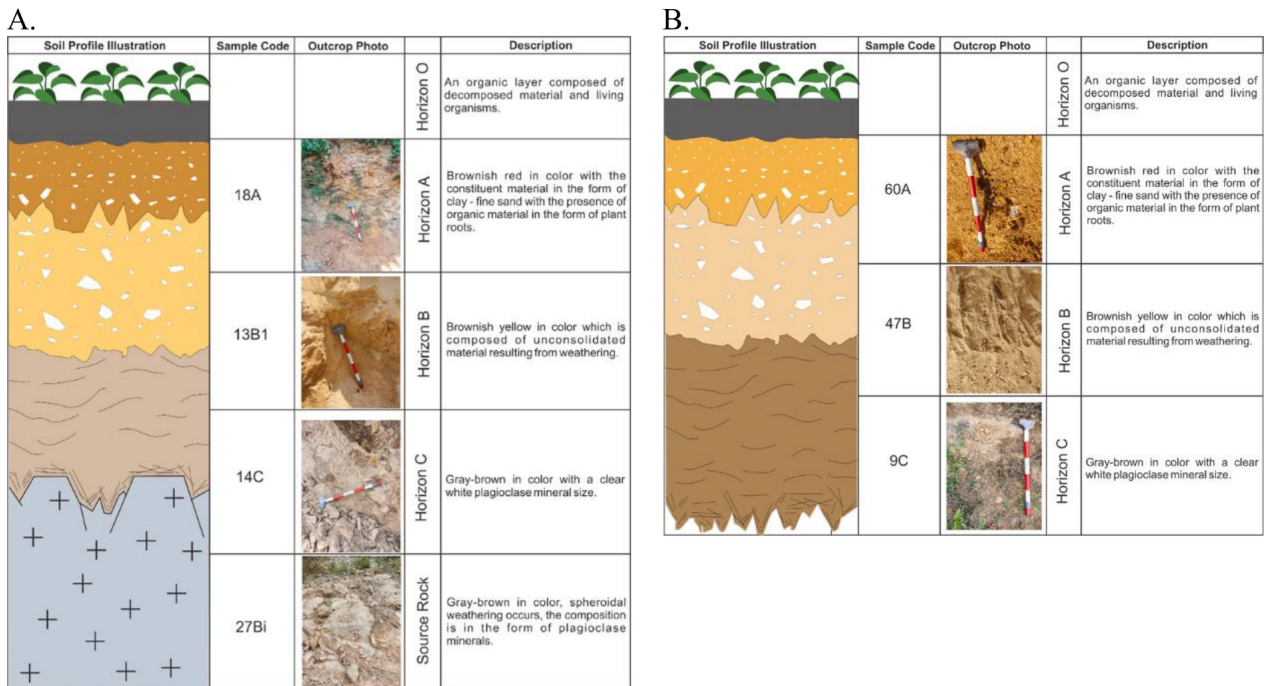 A.
Soil Profile Illustration
Sample Code
Outcrop Photo
Description
Horizon O
An organic layer composed of
decomposed material and living
organisms.
18A
Horizon A
Brownish red in color with the
constituent material in the form of
clay - fine sand with the presence of
organic material in the form of plant
roots.
13B1
Horizon B
Brownish yellow in color which is
composed of unconsolidated
material resulting from weathering.
14C
Horizon C
Gray-brown in color with a clear
white plagioclase mineral size.
27Bi
Source Rock
Gray-brown in color, spheroidal
weathering occurs, the composition
is in the form of plagioclase
minerals.
B.
Soil Profile Illustration
Sample Code
Outcrop Photo
Description
Horizon O
An organic layer composed of
decomposed material and living
organisms.
60A
Horizon A
Brownish red in color with the
constituent material in the form of
clay - fine sand with the presence of
organic material in the form of plant
roots.
47B
Horizon B
Brownish yellow in color which is
composed of unconsolidated
material resulting from weathering.
9C
Horizon C
Gray-brown in color with a clear
white plagioclase mineral size.